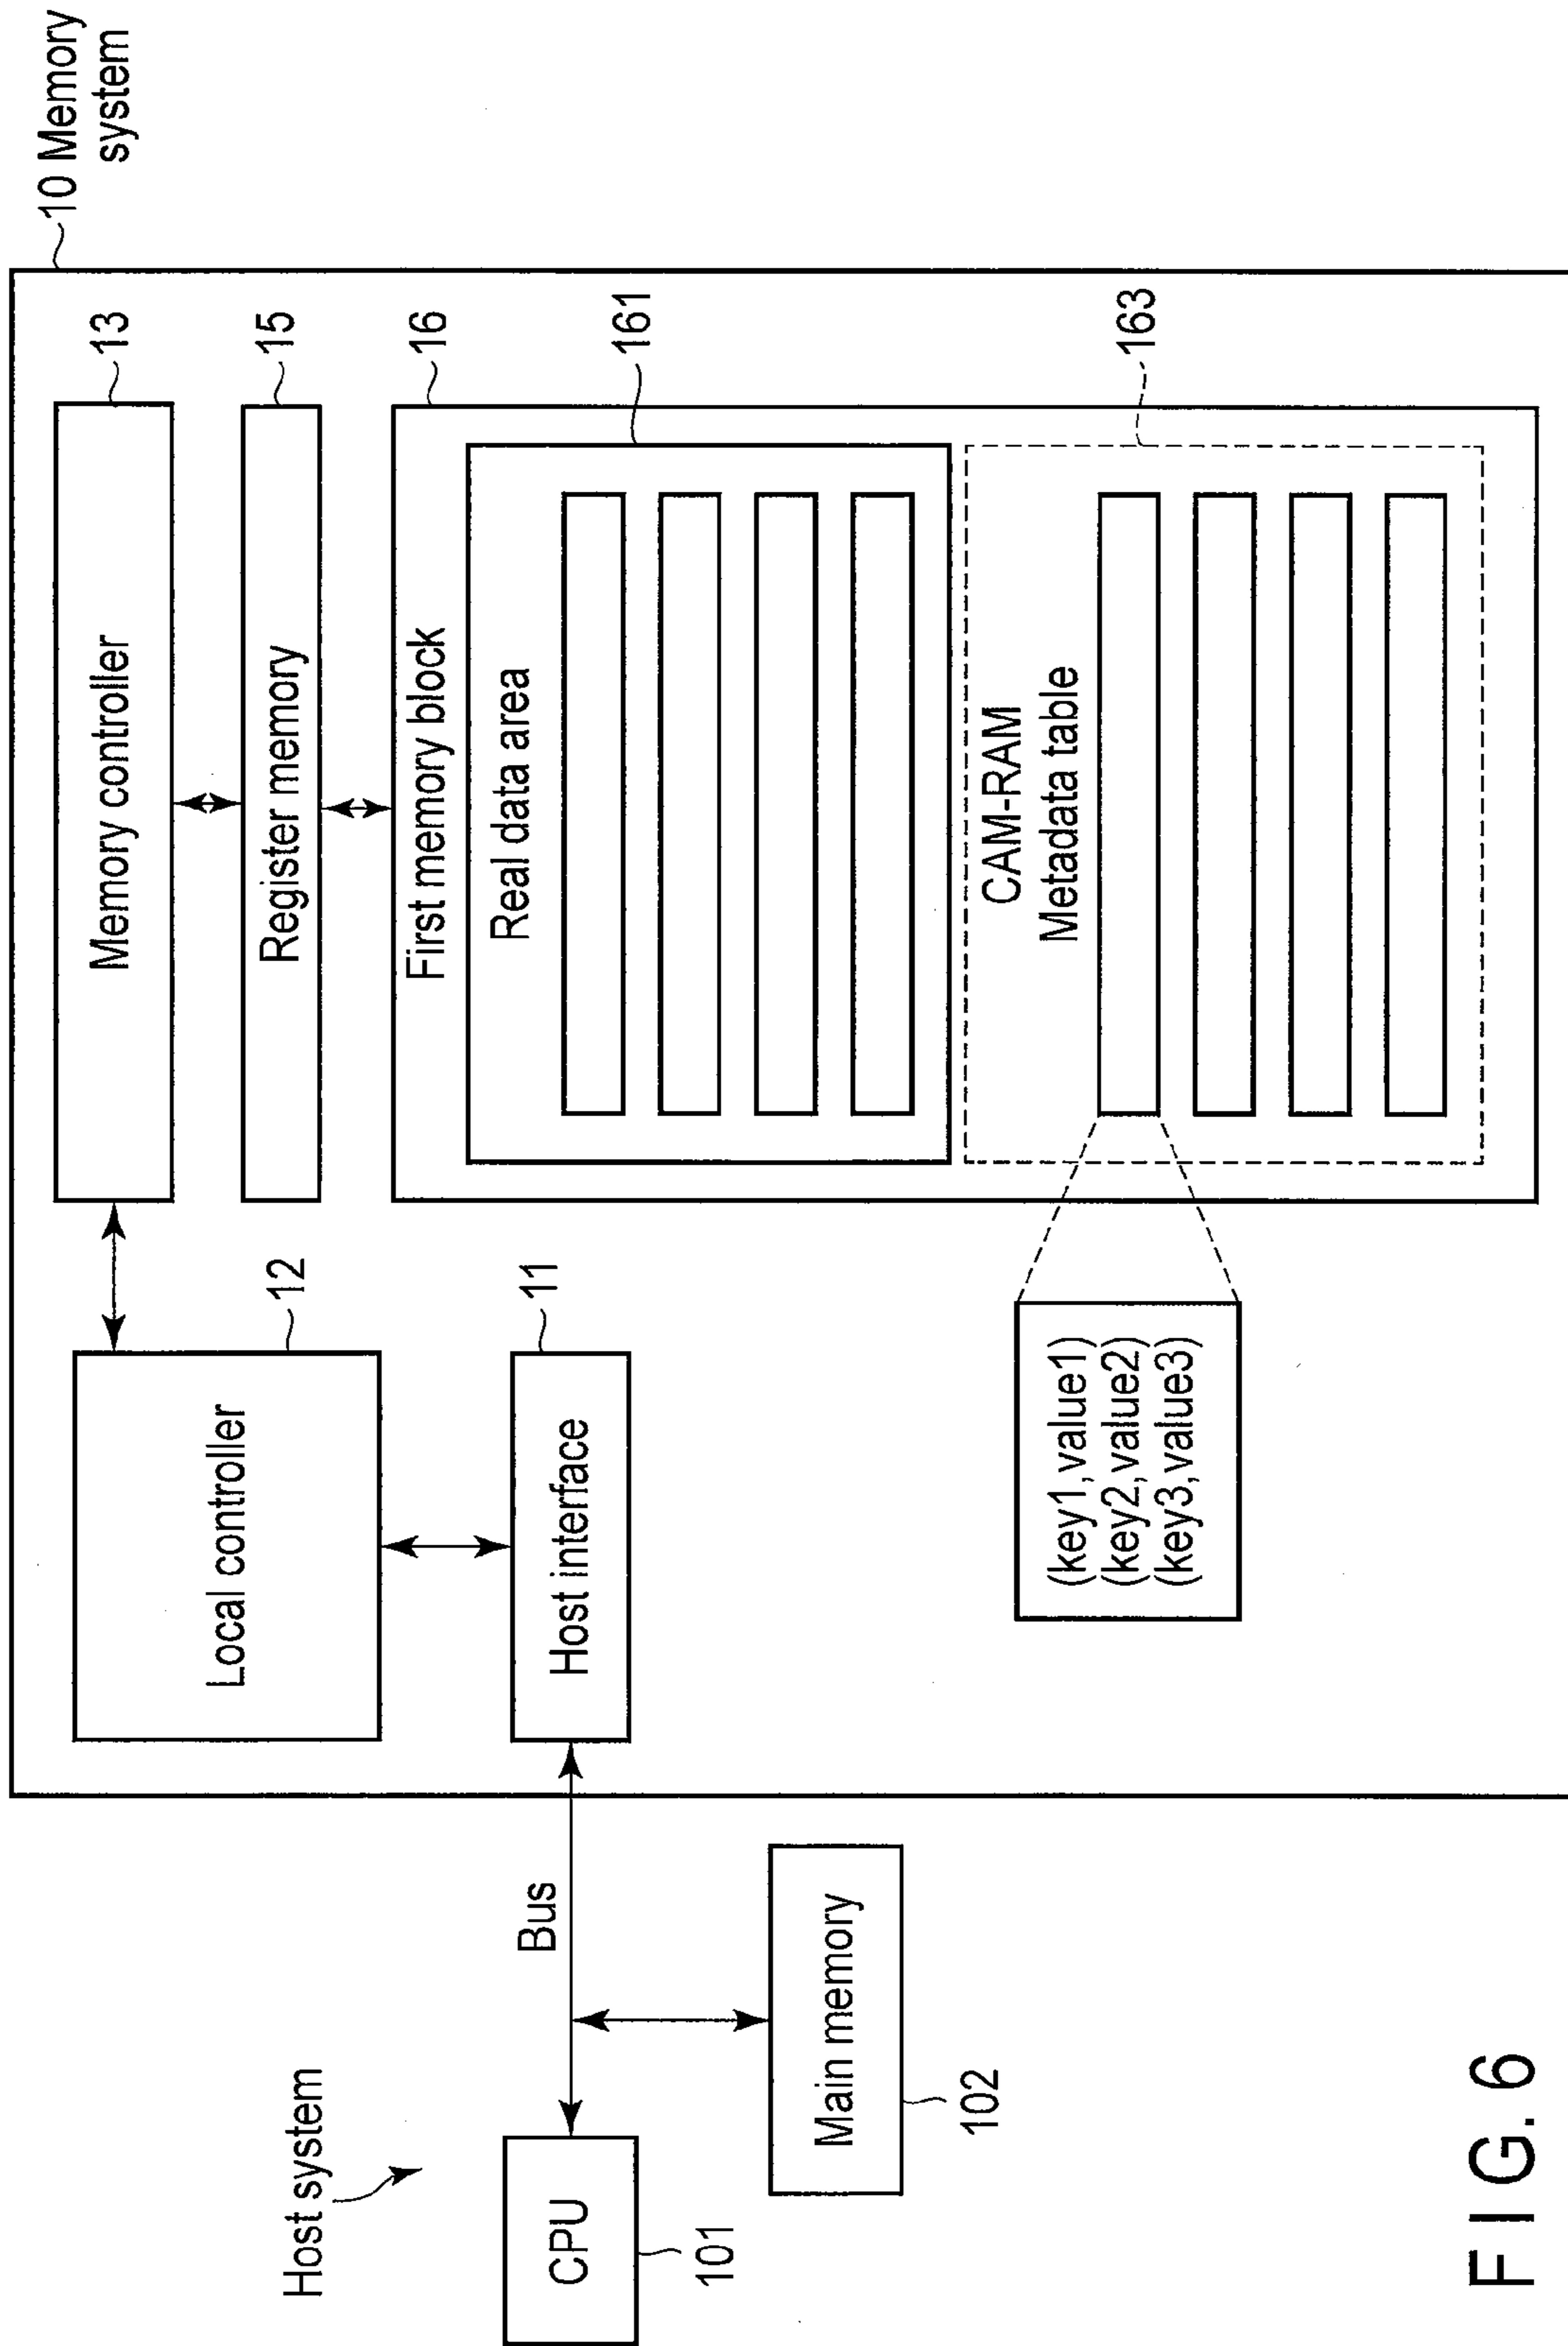 10 Memory
system
13
Memory controller
15
Register memory
16
First memory block
161
Real data area
163
CAM-RAM
Metadata table
12
Local controller
11
Host interface
(key1,value1)
(key2,value2)
(key3,value3)
Bus
Host system
CPU
101
Main memory
102
FIG. 6